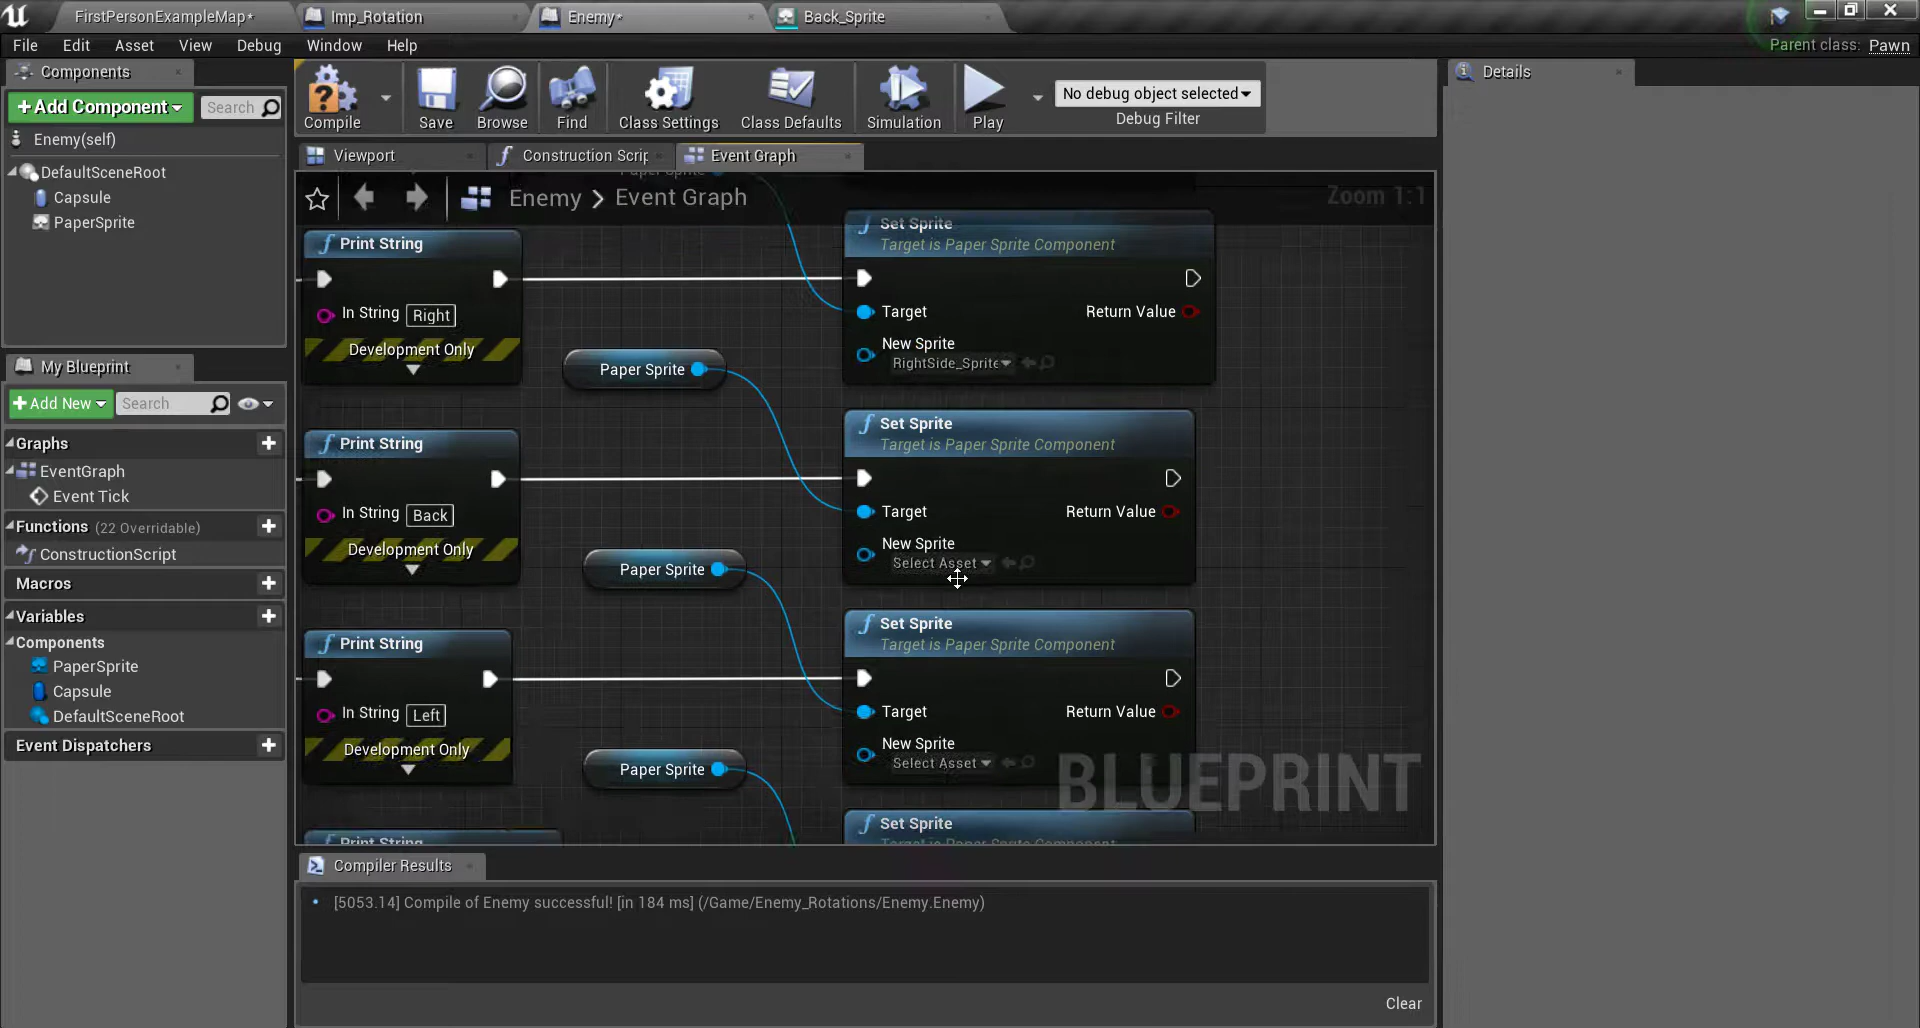 FirstPersonExampleMap*
Imp_Rotation
Enemy*
Back_Sprite
File Edit Asset View Debug Window Help
Parent class: Pawn
Components
+Add Component
Search
Enemy(self)
DefaultSceneRoot
Capsule
PaperSprite
My Blueprint
+Add New
Search
Graphs
EventGraph
Event Tick
Functions (22 Overridable)
ConstructionScript
Macros
Variables
Components
PaperSprite
Capsule
DefaultSceneRoot
Event Dispatchers
Compile
Save
Browse
Find
Class Settings
Class Defaults
Simulation
Play
No debug object selected
Debug Filter
Viewport
Construction Scrip
Event Graph
Enemy > Event Graph
Zoom 1:1
Print String
In String Right
Development Only
Paper Sprite
Set Sprite
Target is Paper Sprite Component
Target
Return Value
New Sprite
RightSide_Sprite
Print String
In String Back
Development Only
Paper Sprite
Set Sprite
Target is Paper Sprite Component
Target
Return Value
New Sprite
Select Asset
Print String
In String Left
Development Only
Paper Sprite
Set Sprite
Target is Paper Sprite Component
Target
Return Value
New Sprite
Select Asset
Print String
Set Sprite
Target is Paper Sprite Component
BLUEPRINT
Compiler Results
[5053.14] Compile of Enemy successful! [in 184 ms] (/Game/Enemy_Rotations/Enemy.Enemy)
Clear
Details